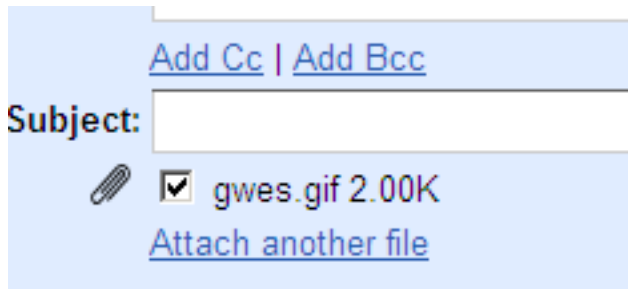 Add Cc | Add Bcc
Subject:
gwes.gif 2.00K
Attach another file